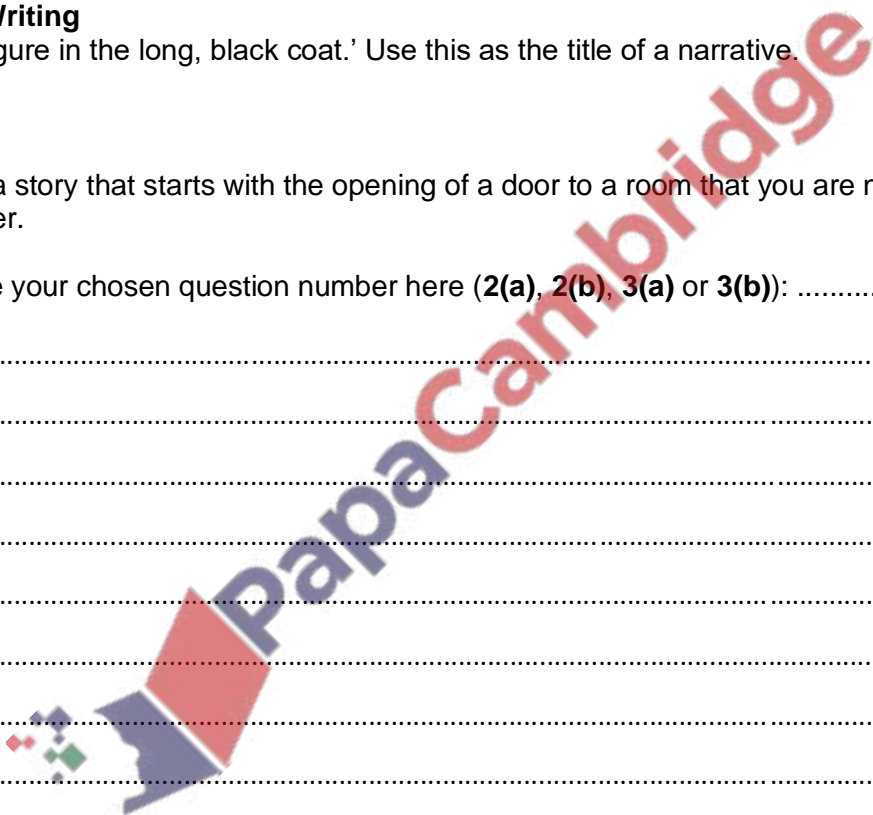 Writing
gure in the long, black coat.’ Use this as the title of a narrative.
a story that starts with the opening of a door to a room that you are n
er.
e your chosen question number here (2(a), 2(b), 3(a) or 3(b)): ..........
PapaCambridge